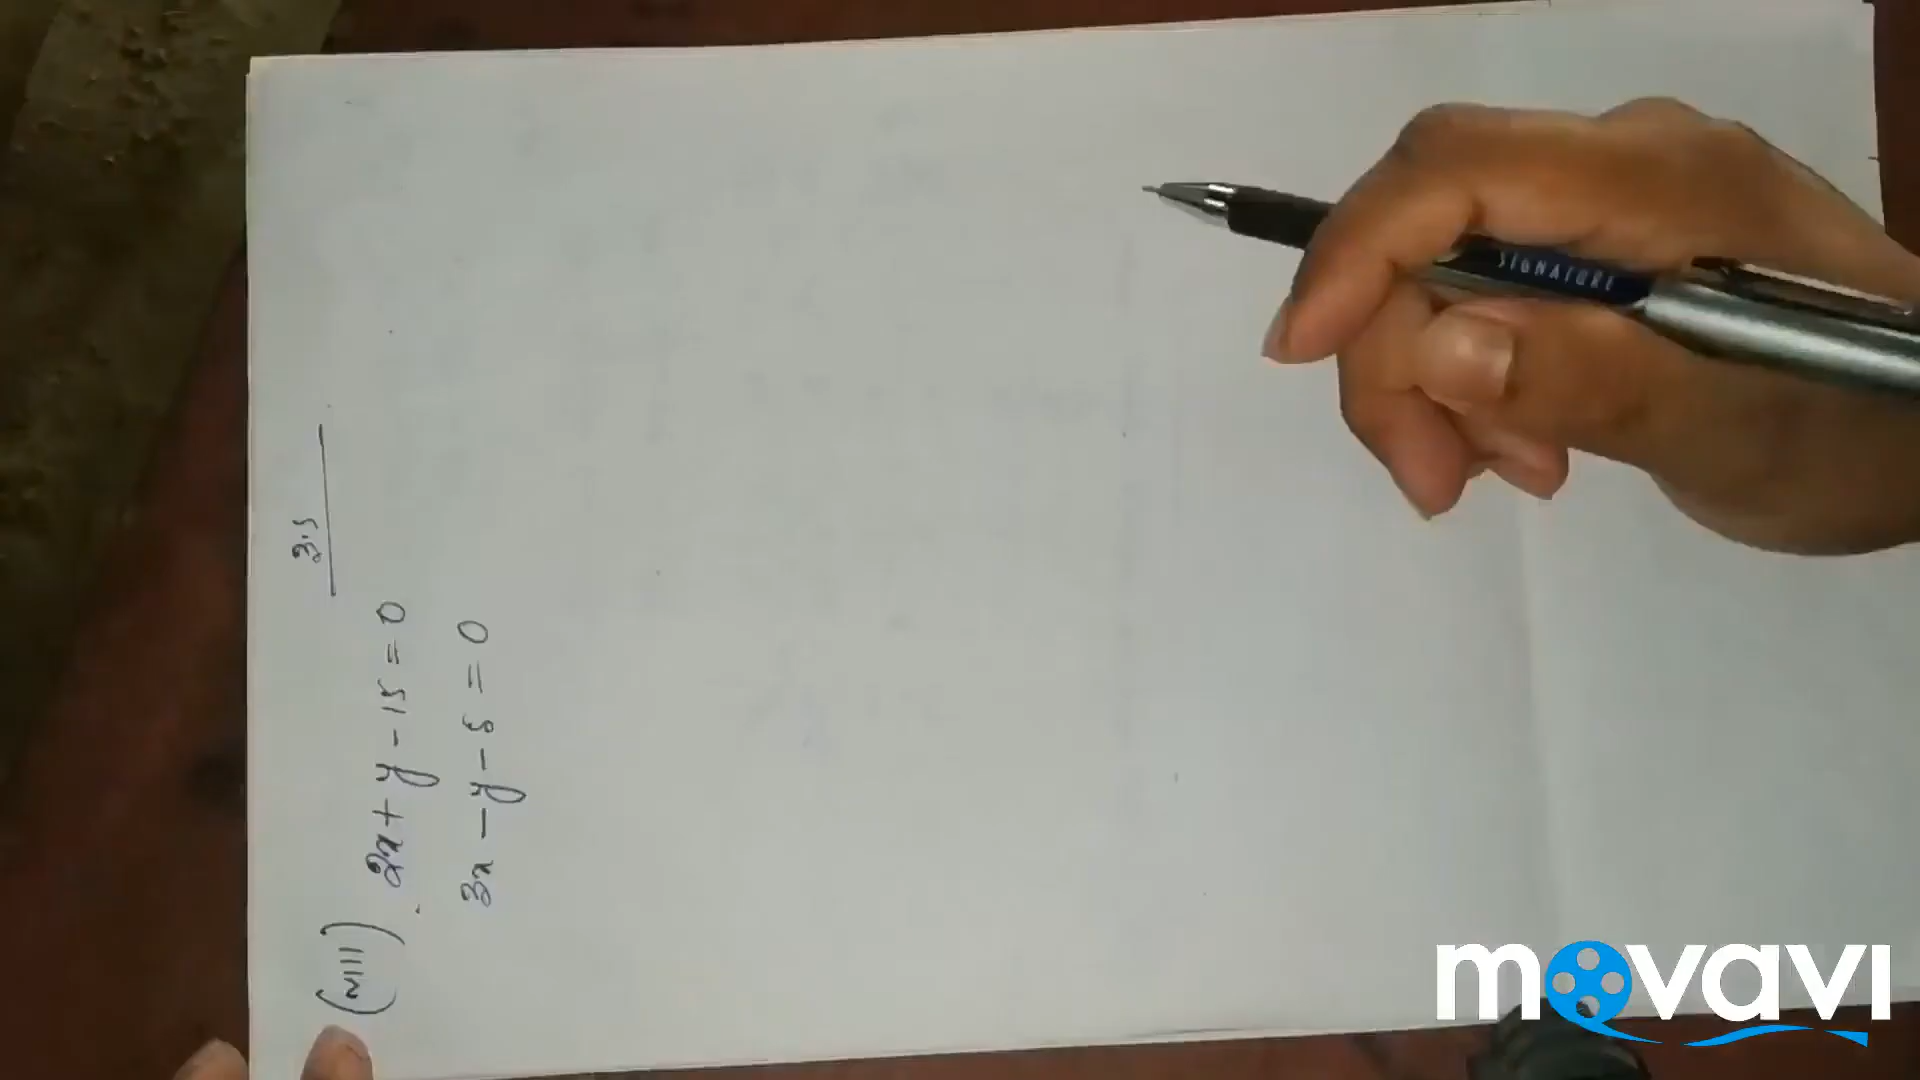 3.5
(viii) 2x + y - 15 = 0
3x - y - 5 = 0
SIGNATURE
movavi